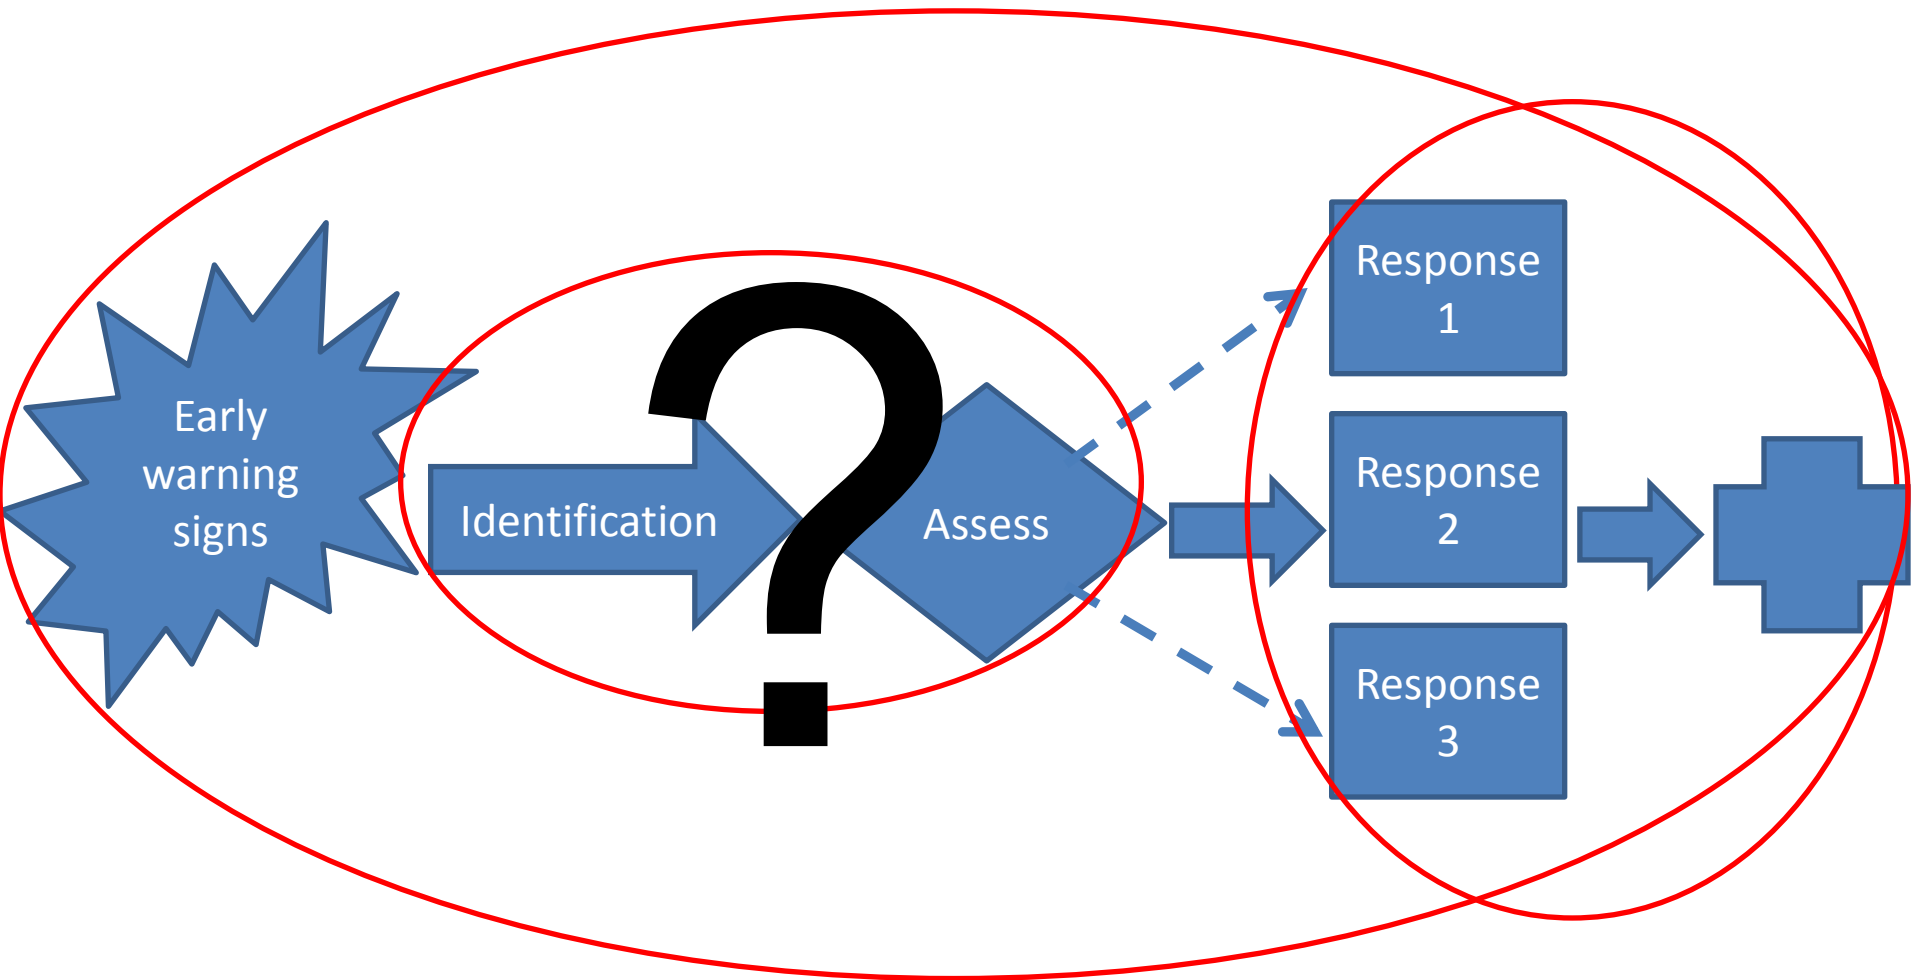 Early
warning
signs
Identification
?
Assess
Response
1
Response
2
Response
3